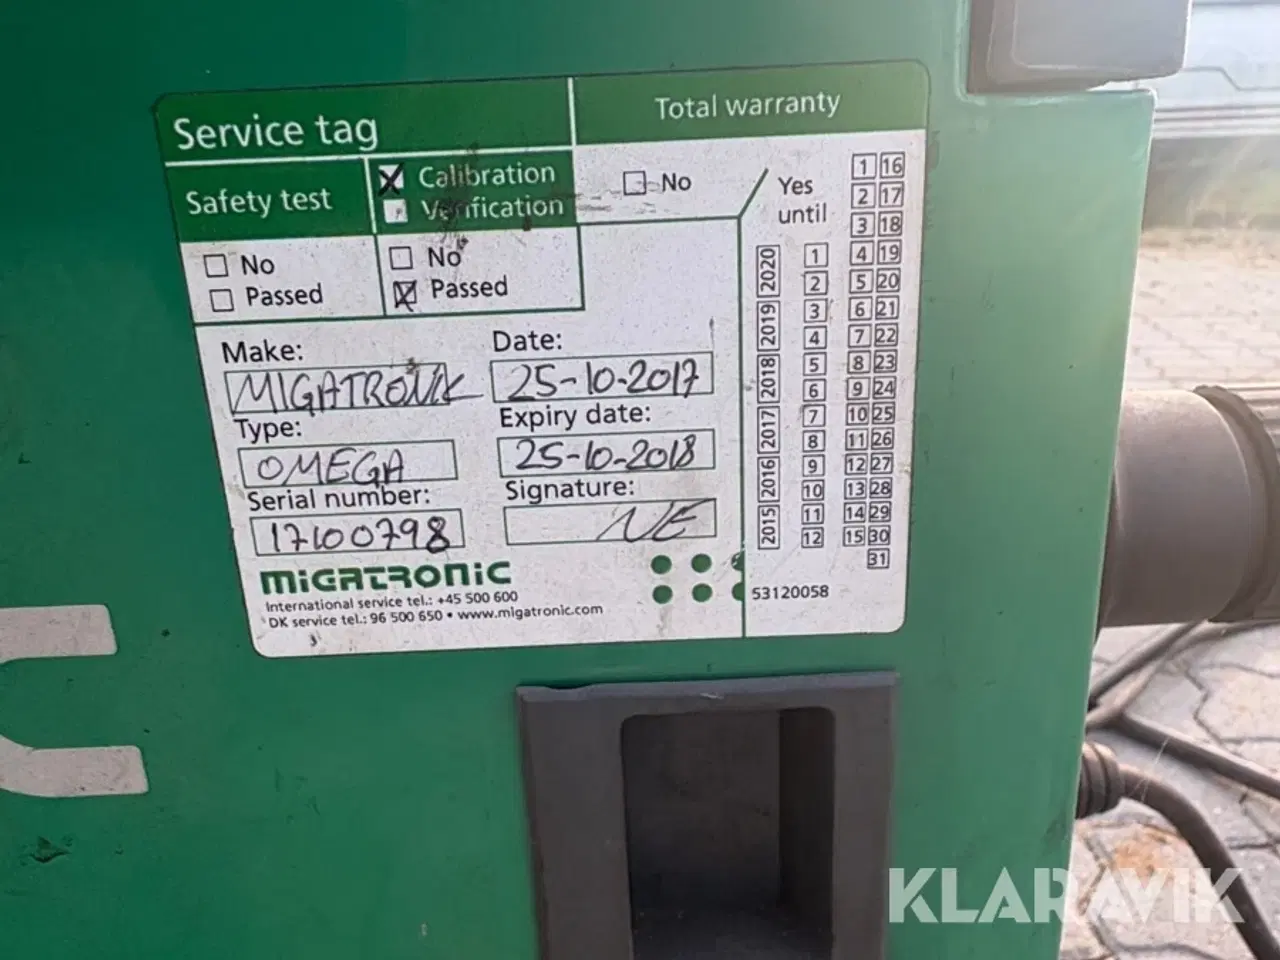 Service tag
Total warranty
Safety test
Calibration
Verification
No
Yes
until
No
Passed
No
Passed
Make:
MIGATRONIK
Date:
25-10-2017
Type:
OMEGA
Expiry date:
25-10-2018
Serial number:
17100798
Signature:
NE
2020
2019
2018
2017
2016
2015
1
2
3
4
5
6
7
8
9
10
11
12
1 16
2 17
3 18
4 19
5 20
6 21
7 22
8 23
9 24
10 25
11 26
12 27
13 28
14 29
15 30
31
MIGATRONIC
International service tel.: +45 500 600
DK service tel.: 96 500 650 • www.migatronic.com
53120058
KLARAVIK